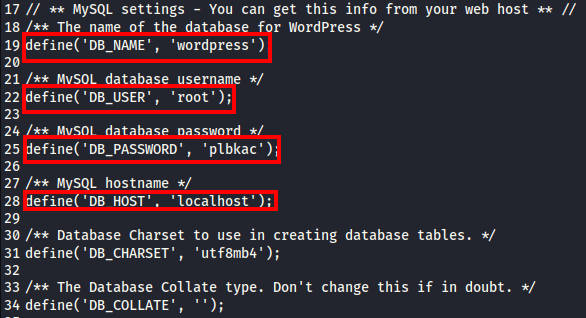 17 // ** MySQL settings - You can get this info from your web host ** //
18 /** The name of the database for WordPress */
19 define('DB_NAME', 'wordpress')
20
21 /** MySQL database username */
22 define('DB_USER', 'root');
23
24 /** MySQL database password */
25 define('DB_PASSWORD', 'plbkac');
26
27 /** MySQL hostname */
28 define('DB_HOST', 'localhost');
29
30 /** Database Charset to use in creating database tables. */
31 define('DB_CHARSET', 'utf8mb4');
32
33 /** The Database Collate type. Don't change this if in doubt. */
34 define('DB_COLLATE', '');